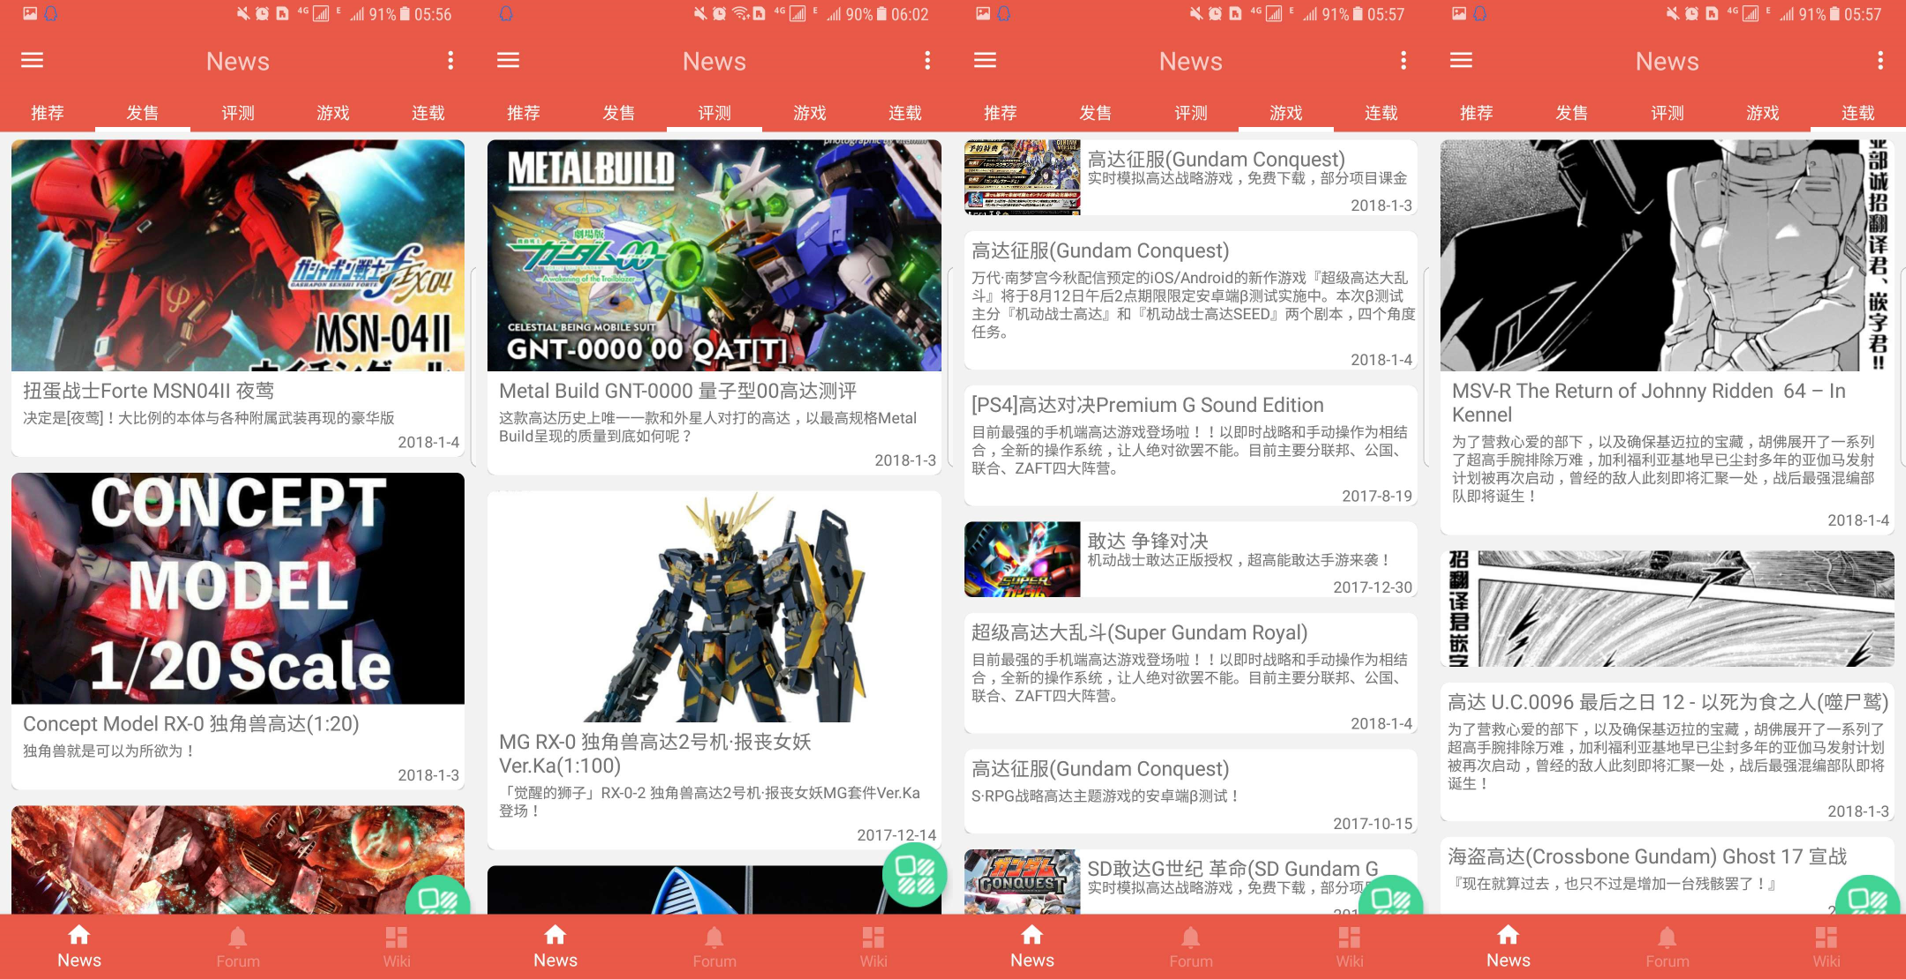 4G E 91% 05:56
News
推荐 发售 评测 游戏 连载
ガシャポン戦士
GASHAPON SENSHI FORTE
fEX04
MSN-04II
ナイチンゲール
扭蛋战士Forte MSN04II 夜莺
决定是[夜莺]！大比例的本体与各种附属武装再现的豪华版
2018-1-4
CONCEPT
MODEL
1/20 Scale
Concept Model RX-0 独角兽高达(1:20)
独角兽就是可以为所欲为！
2018-1-3
News Forum Wiki
4G E 90% 06:02
News
推荐 发售 评测 游戏 连载
METALBUILD
劇場版
ガンダム00
Awakening of the Trailblazer
CELESTIAL BEING MOBILE SUIT
GNT-0000 00 QAT[T]
Metal Build GNT-0000 量子型00高达测评
这款高达历史上唯一一款和外星人对打的高达，以最高规格Metal
Build呈现的质量到底如何呢？
2018-1-3
MG RX-0 独角兽高达2号机·报丧女妖
Ver.Ka(1:100)
「觉醒的狮子」RX-0-2 独角兽高达2号机·报丧女妖MG套件Ver.Ka
登场！
2017-12-14
News Forum Wiki
4G E 91% 05:57
News
推荐 发售 评测 游戏 连载
高达征服(Gundam Conquest)
实时模拟高达战略游戏，免费下载，部分项目课金
2018-1-3
高达征服(Gundam Conquest)
万代·南梦宫今秋配信预定的iOS/Android的新作游戏『超级高达大乱
斗』将于8月12日午后2点期限限定安卓端β测试实施中。本次β测试
主分『机动战士高达』和『机动战士高达SEED』两个剧本，四个角度
任务。
2018-1-4
[PS4]高达对决Premium G Sound Edition
目前最强的手机端高达游戏登场啦！！以即时战略和手动操作为相结
合，全新的操作系统，让人绝对欲罢不能。目前主要分联邦、公国、
联合、ZAFT四大阵营。
2017-8-19
SUPER
敢达 争锋对决
机动战士敢达正版授权，超高能敢达手游来袭！
2017-12-30
超级高达大乱斗(Super Gundam Royal)
目前最强的手机端高达游戏登场啦！！以即时战略和手动操作为相结
合，全新的操作系统，让人绝对欲罢不能。目前主要分联邦、公国、
联合、ZAFT四大阵营。
2018-1-4
高达征服(Gundam Conquest)
S·RPG战略高达主题游戏的安卓端β测试！
2017-10-15
ガンダム
CONQUEST
SD敢达G世纪 革命(SD Gundam G
实时模拟高达战略游戏，免费下载，部分项
News Forum Wiki
4G E 91% 05:57
News
推荐 发售 评测 游戏 连载
部诚招翻译君、嵌字君!!
MSV-R The Return of Johnny Ridden 64 – In
Kennel
为了营救心爱的部下，以及确保基迈拉的宝藏，胡佛展开了一系列
了超高手腕排除万难，加利福利亚基地早已尘封多年的亚伽马发射
计划被再次启动，曾经的敌人此刻即将汇聚一处，战后最强混编部
队即将诞生！
2018-1-4
招翻译君嵌字
高达 U.C.0096 最后之日 12 - 以死为食之人(噬尸鹫)
为了营救心爱的部下，以及确保基迈拉的宝藏，胡佛展开了一系列了
超高手腕排除万难，加利福利亚基地早已尘封多年的亚伽马发射计划
被再次启动，曾经的敌人此刻即将汇聚一处，战后最强混编部队即将
诞生！
2018-1-3
海盗高达(Crossbone Gundam) Ghost 17 宣战
『现在就算过去，也只不过是增加一台残骸罢了！』
News Forum Wiki